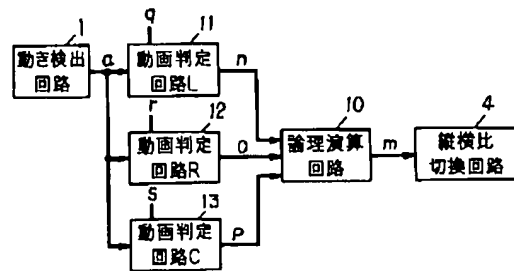 1
動き検出
回路
a
q
11
動画判定
回路L
n
r
12
動画判定
回路R
o
s
13
動画判定
回路C
p
10
論理演算
回路
m
4
縦横比
切換回路